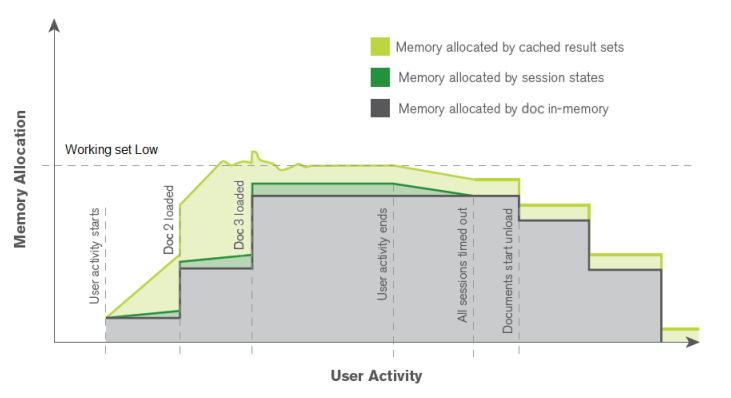 Memory allocated by cached result sets
Memory allocated by session states
Memory allocated by doc in-memory
Memory Allocation
Working set Low
User activity starts
Doc 2 loaded
Doc 3 loaded
User activity ends
All sessions timed out
Documents start unload
User Activity